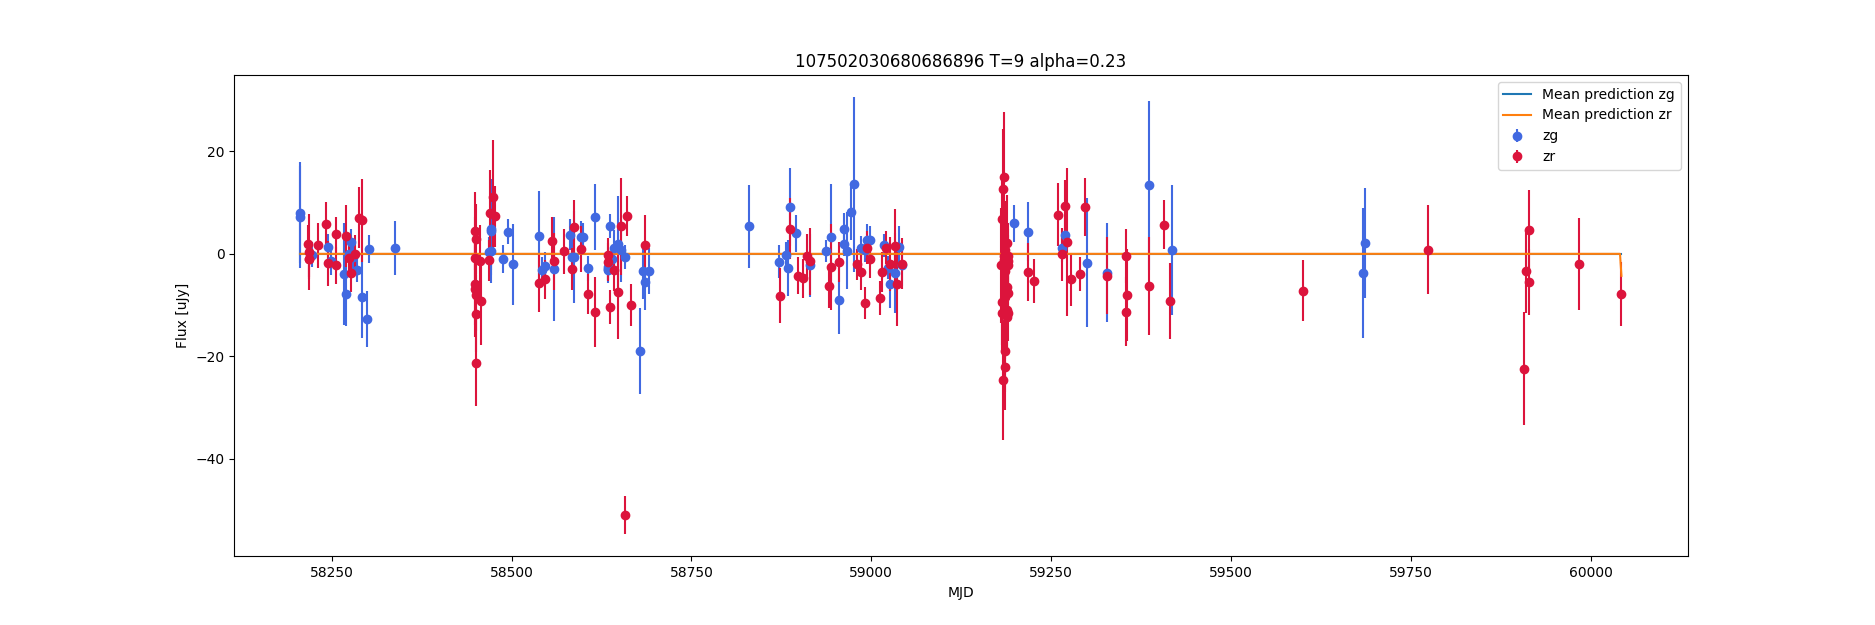 107502030680686896 T=9 alpha=0.23
Mean prediction zg
Mean prediction zr
zg
zr
20
0
−20
−40
Flux [uJy]
58250 58500 58750 59000 59250 59500 59750 60000
MJD